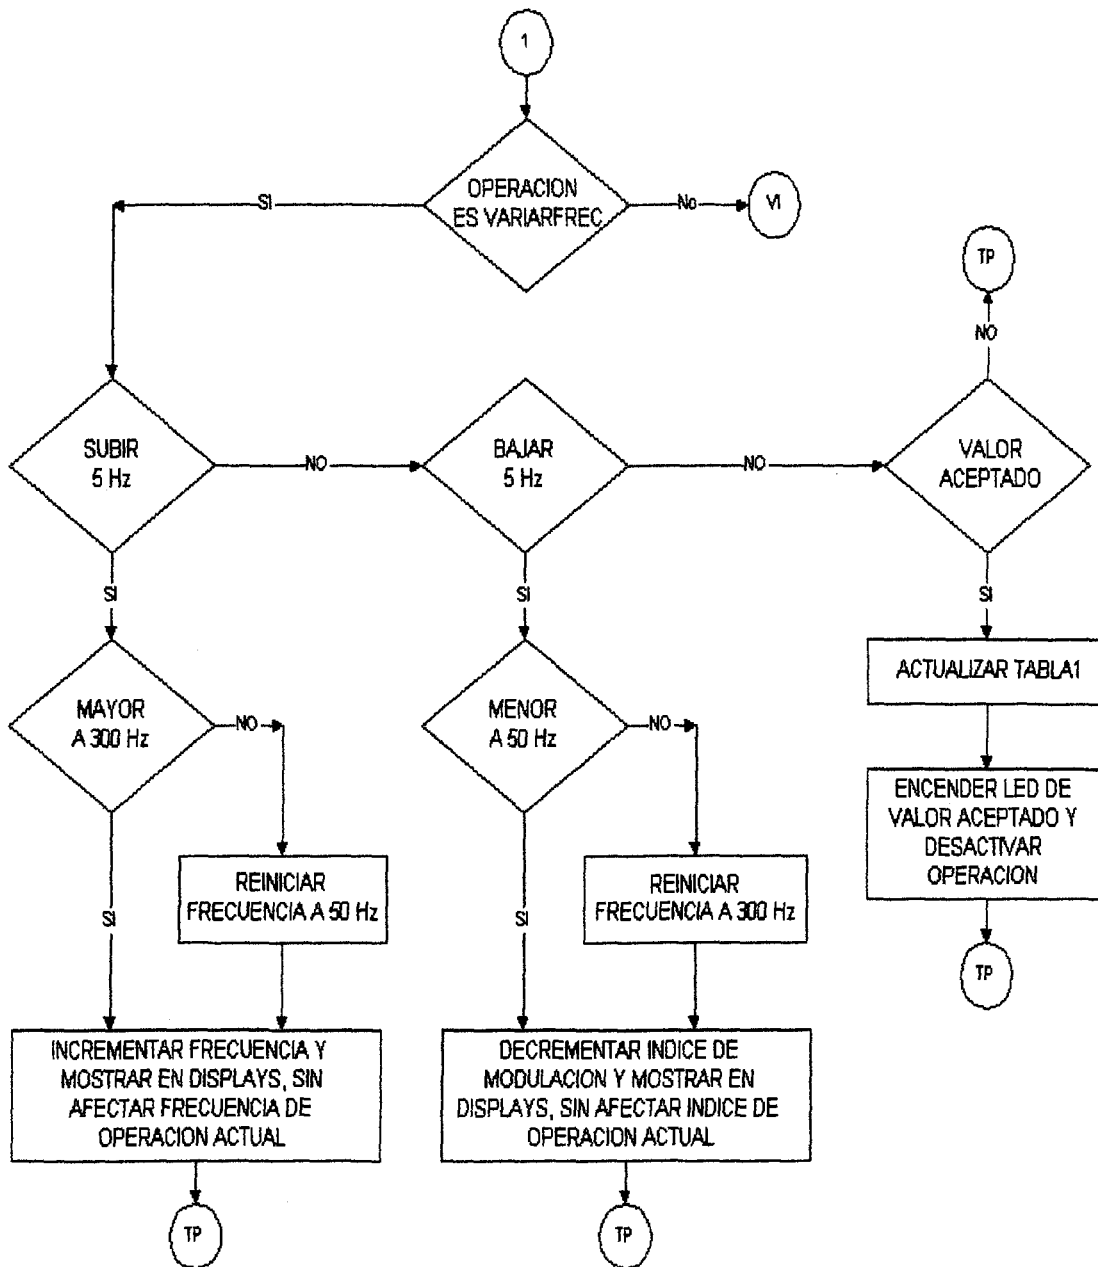 1
OPERACION
ES VARIARFREC
SI
No
VI
TP
NO
SUBIR
5 Hz
NO
BAJAR
5 Hz
NO
VALOR
ACEPTADO
SI
SI
SI
MAYOR
A 300 Hz
NO
MENOR
A 50 Hz
NO
ACTUALIZAR TABLA1
ENCENDER LED DE
VALOR ACEPTADO Y
DESACTIVAR
OPERACION
SI
REINICIAR
FRECUENCIA A 50 Hz
SI
REINICIAR
FRECUENCIA A 300 Hz
TP
INCREMENTAR FRECUENCIA Y
MOSTRAR EN DISPLAYS, SIN
AFECTAR FRECUENCIA DE
OPERACION ACTUAL
DECREMENTAR INDICE DE
MODULACION Y MOSTRAR EN
DISPLAYS, SIN AFECTAR INDICE DE
OPERACION ACTUAL
TP
TP